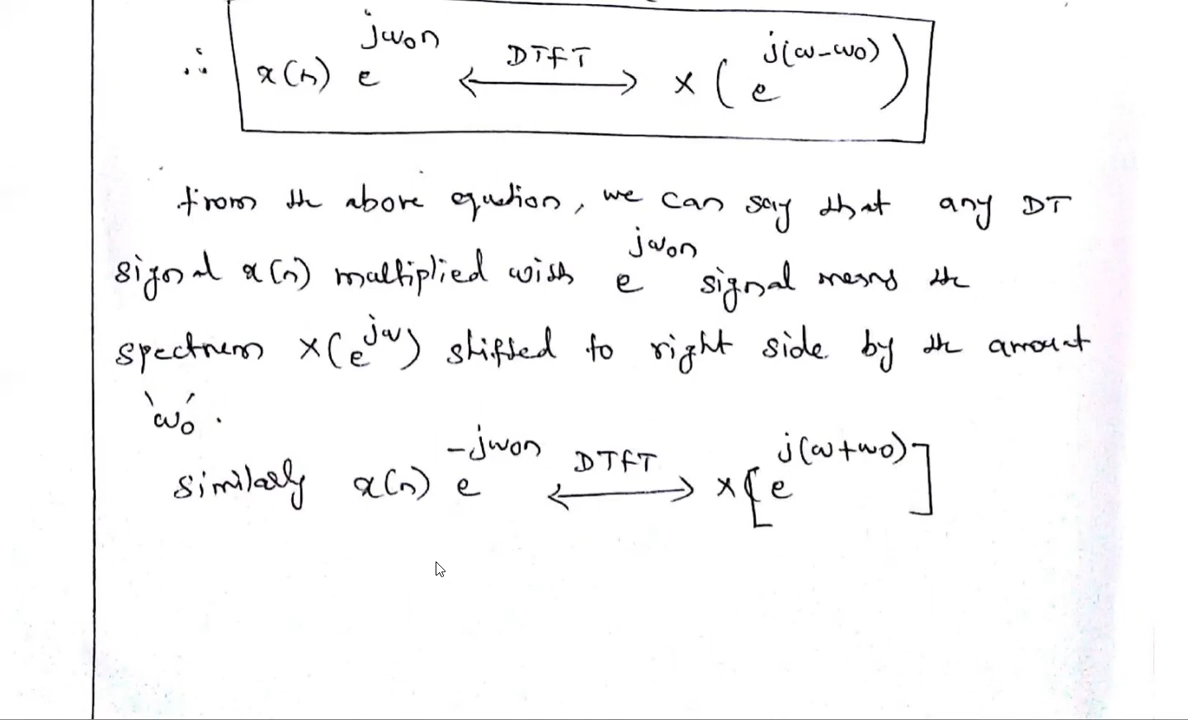 ∴ x(n) e^{jω₀n} ⟷^{DTFT} X(e^{j(ω-ω₀)})
from the above equation, we can say that any DT
signal x(n) multiplied with e^{jω₀n} signal means the
spectrum X(e^{jω}) shifted to right side by the amount
'ω₀'.
Similarly x(n) e^{-jω₀n} ⟷^{DTFT} X[e^{j(ω+ω₀)}]